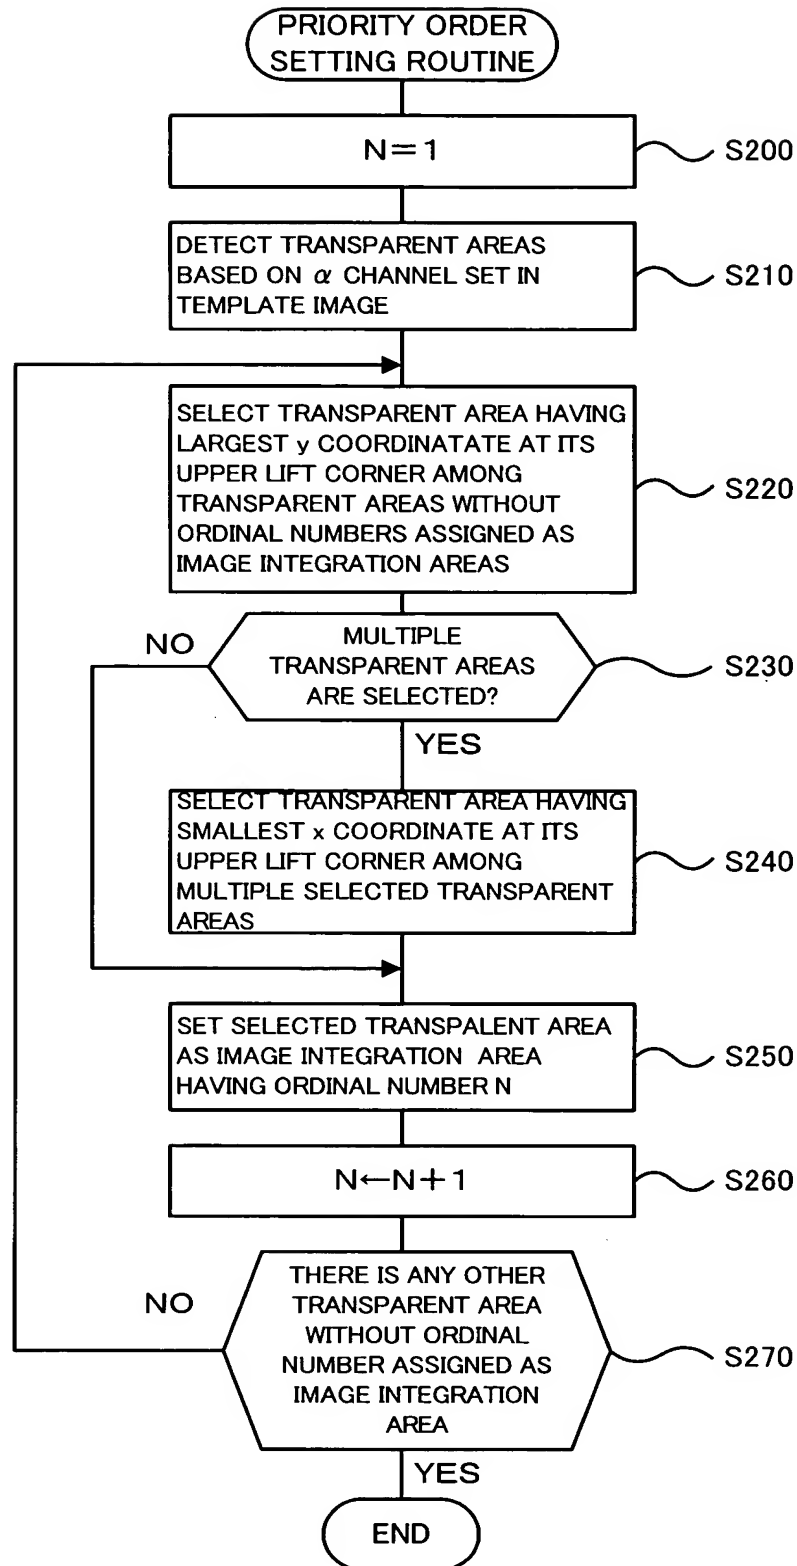 PRIORITY ORDER
SETTING ROUTINE
N=1
S200
DETECT TRANSPARENT AREAS
BASED ON α CHANNEL SET IN
TEMPLATE IMAGE
S210
SELECT TRANSPARENT AREA HAVING
LARGEST y COORDINATATE AT ITS
UPPER LIFT CORNER AMONG
TRANSPARENT AREAS WITHOUT
ORDINAL NUMBERS ASSIGNED AS
IMAGE INTEGRATION AREAS
S220
NO
MULTIPLE
TRANSPARENT AREAS
ARE SELECTED?
S230
YES
SELECT TRANSPARENT AREA HAVING
SMALLEST x COORDINATE AT ITS
UPPER LIFT CORNER AMONG
MULTIPLE SELECTED TRANSPARENT
AREAS
S240
SET SELECTED TRANSPALENT AREA
AS IMAGE INTEGRATION AREA
HAVING ORDINAL NUMBER N
S250
N←N+1
S260
NO
THERE IS ANY OTHER
TRANSPARENT AREA
WITHOUT ORDINAL
NUMBER ASSIGNED AS
IMAGE INTEGRATION
AREA
S270
YES
END